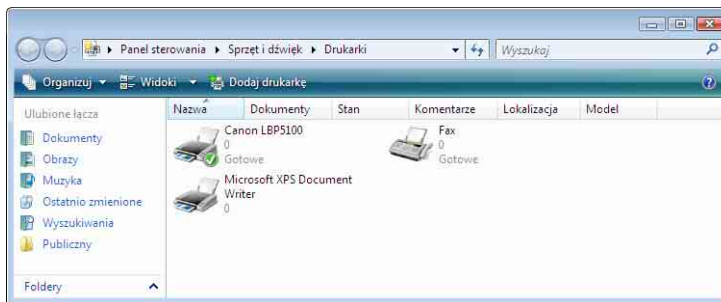 Panel sterowania Sprzęt i dźwięk Drukarki Wyszukaj
Organizuj Widoki Dodaj drukarkę
Ulubione łącza
Dokumenty
Obrazy
Muzyka
Ostatnio zmienione
Wyszukiwania
Publiczny
Foldery
Nazwa Dokumenty Stan Komentarze Lokalizacja Model
Canon LBP5100
0
Gotowe
Fax
0
Gotowe
Microsoft XPS Document
Writer
0